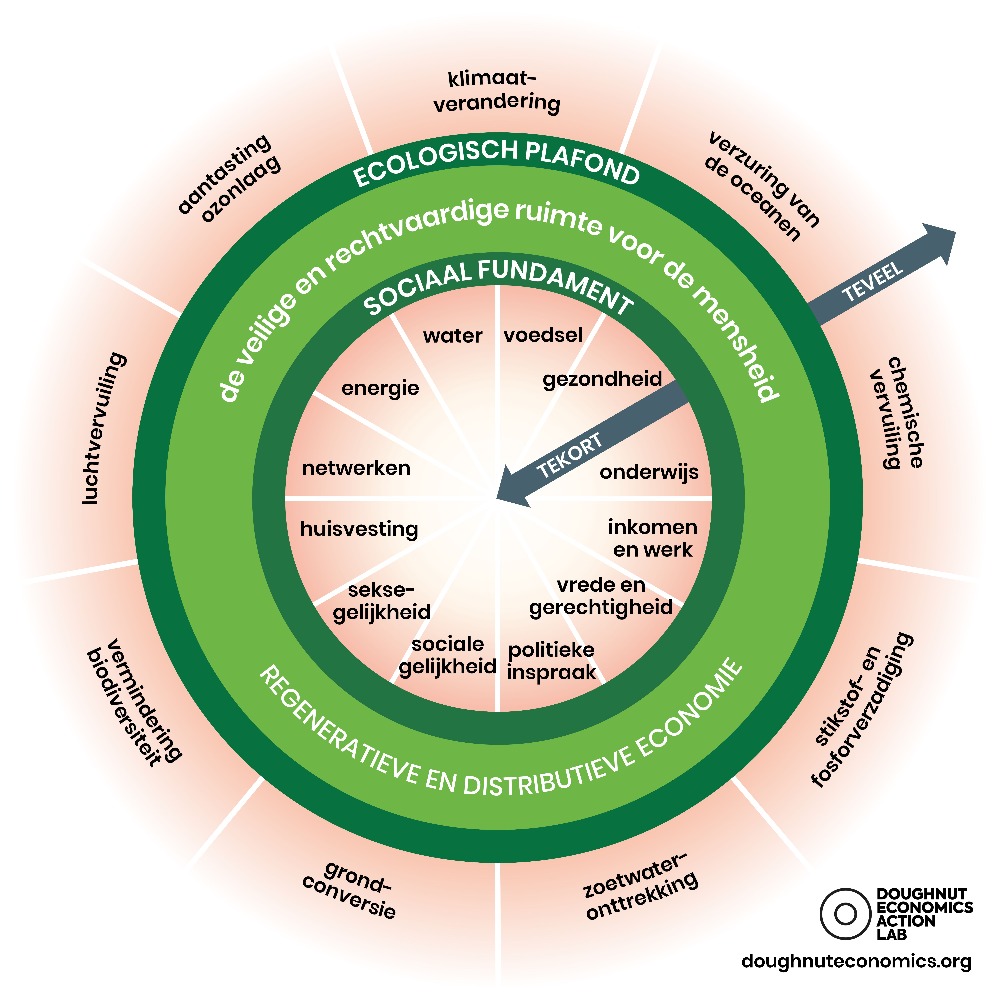 klimaat-
verandering
verzuring van
de oceanen
TEVEEL
chemische
vervuiling
stikstof- en
fosforverzadiging
zoetwater-
onttrekking
grond-
conversie
vermindering
biodiversiteit
luchtvervuiling
aantasting
ozonlaag
ECOLOGISCH PLAFOND
de veilige en rechtvaardige ruimte voor de mensheid
SOCIAAL FUNDAMENT
water
voedsel
energie
gezondheid
TEKORT
netwerken
onderwijs
huisvesting
inkomen
en werk
sekse-
gelijkheid
vrede en
gerechtigheid
sociale
gelijkheid
politieke
inspraak
REGENERATIEVE EN DISTRIBUTIEVE ECONOMIE
DOUGHNUT
ECONOMICS
ACTION
LAB
doughnuteconomics.org